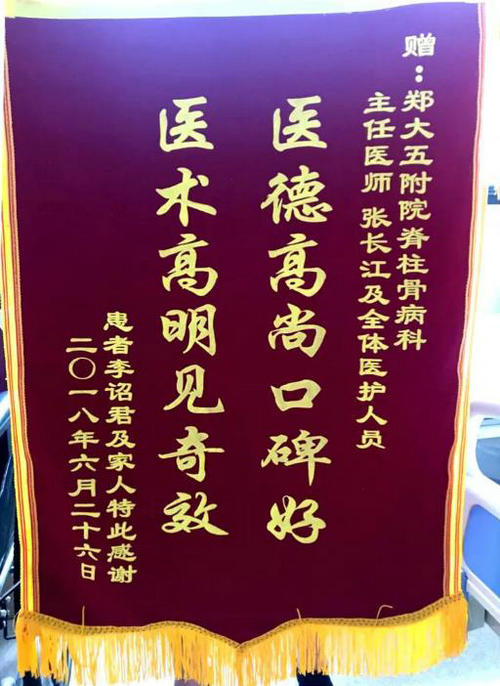 赠：郑大五附院脊柱骨病科
主任医师 张长江及全体医护人员
医德高尚口碑好
医术高明见奇效
患者李诏君及家人特此感谢
二〇一八年六月二十六日